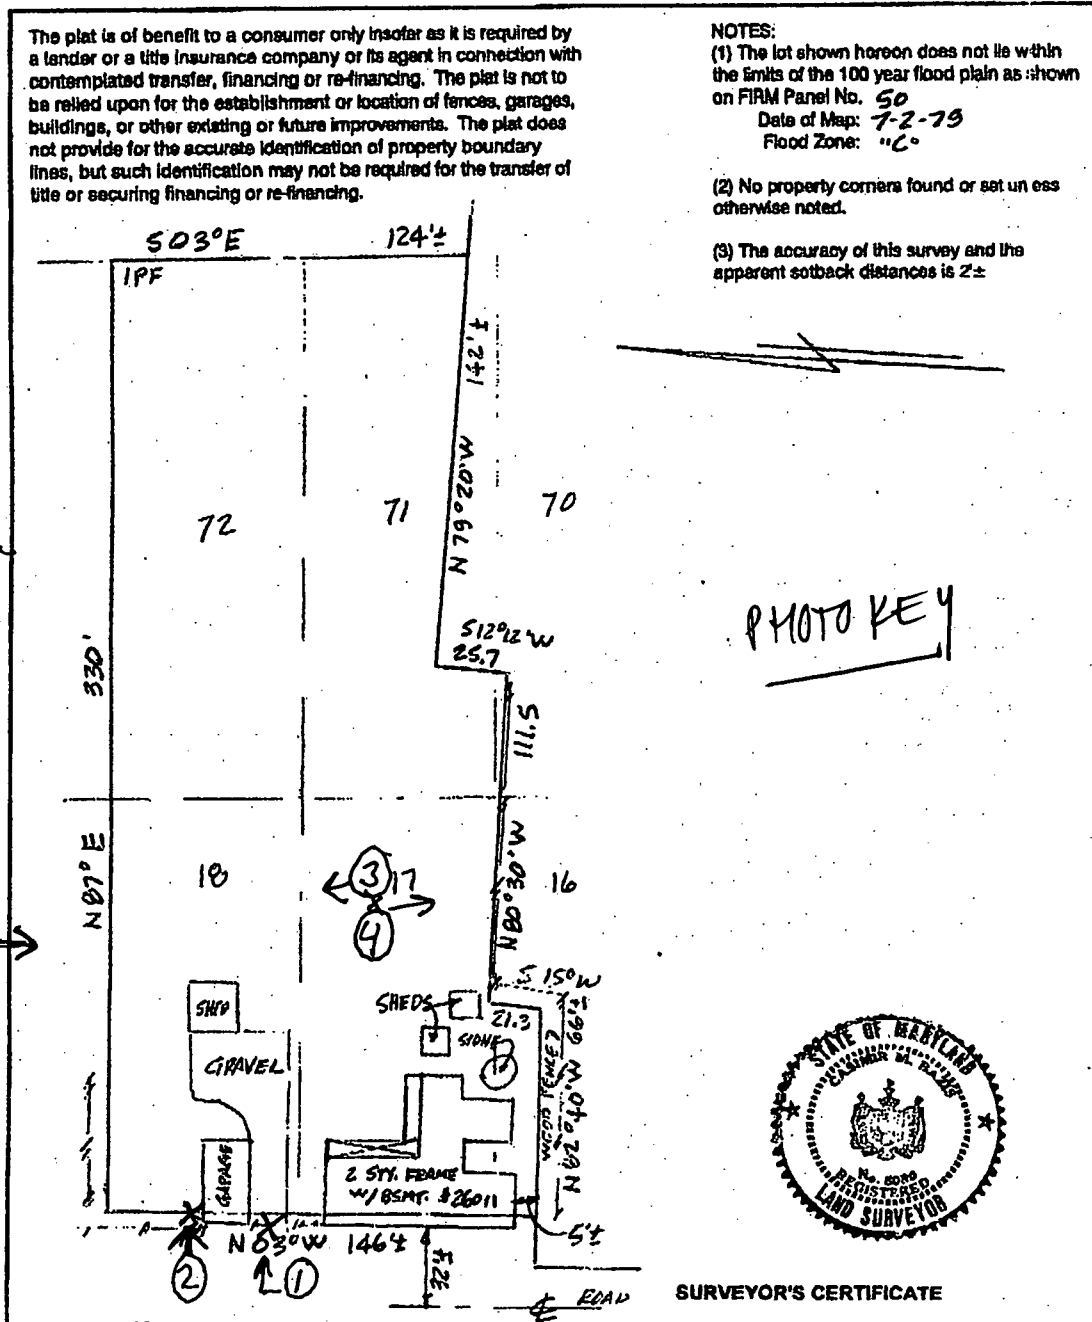 The plat is of benefit to a consumer only insofar as it is required by
a lender or a title insurance company or its agent in connection with
contemplated transfer, financing or re-financing. The plat is not to
be relied upon for the establishment or location of fences, garages,
buildings, or other existing or future improvements. The plat does
not provide for the accurate identification of property boundary
lines, but such identification may not be required for the transfer of
title or securing financing or re-financing.
NOTES:
(1) The lot shown hereon does not lie within
the limits of the 100 year flood plain as shown
on FIRM Panel No. 50
Date of Map: 7-2-79
Flood Zone: "C"
(2) No property corners found or set un ess
otherwise noted.
(3) The accuracy of this survey and the
apparent setback distances is 2'±
S03°E 124'±
IPF
142'±
N 79°20'W
72
71
70
PHOTO KEY
S12°12'W
25.7
330'
111.5
N 87° E
18
3
17
16
N80°30'W
4
S 15° W
SHED
SHEDS
21.3
STONE
GRAVEL
WOOD FENCE
N 82°40'W 66'±
GARAGE
2 STY. FRAME
W/BSMT. #26011
5'±
N 03°W 146'±
2
1
32'±
ROAD
STATE OF MARYLAND
REGISTERED
LAND SURVEYOR
SURVEYOR'S CERTIFICATE